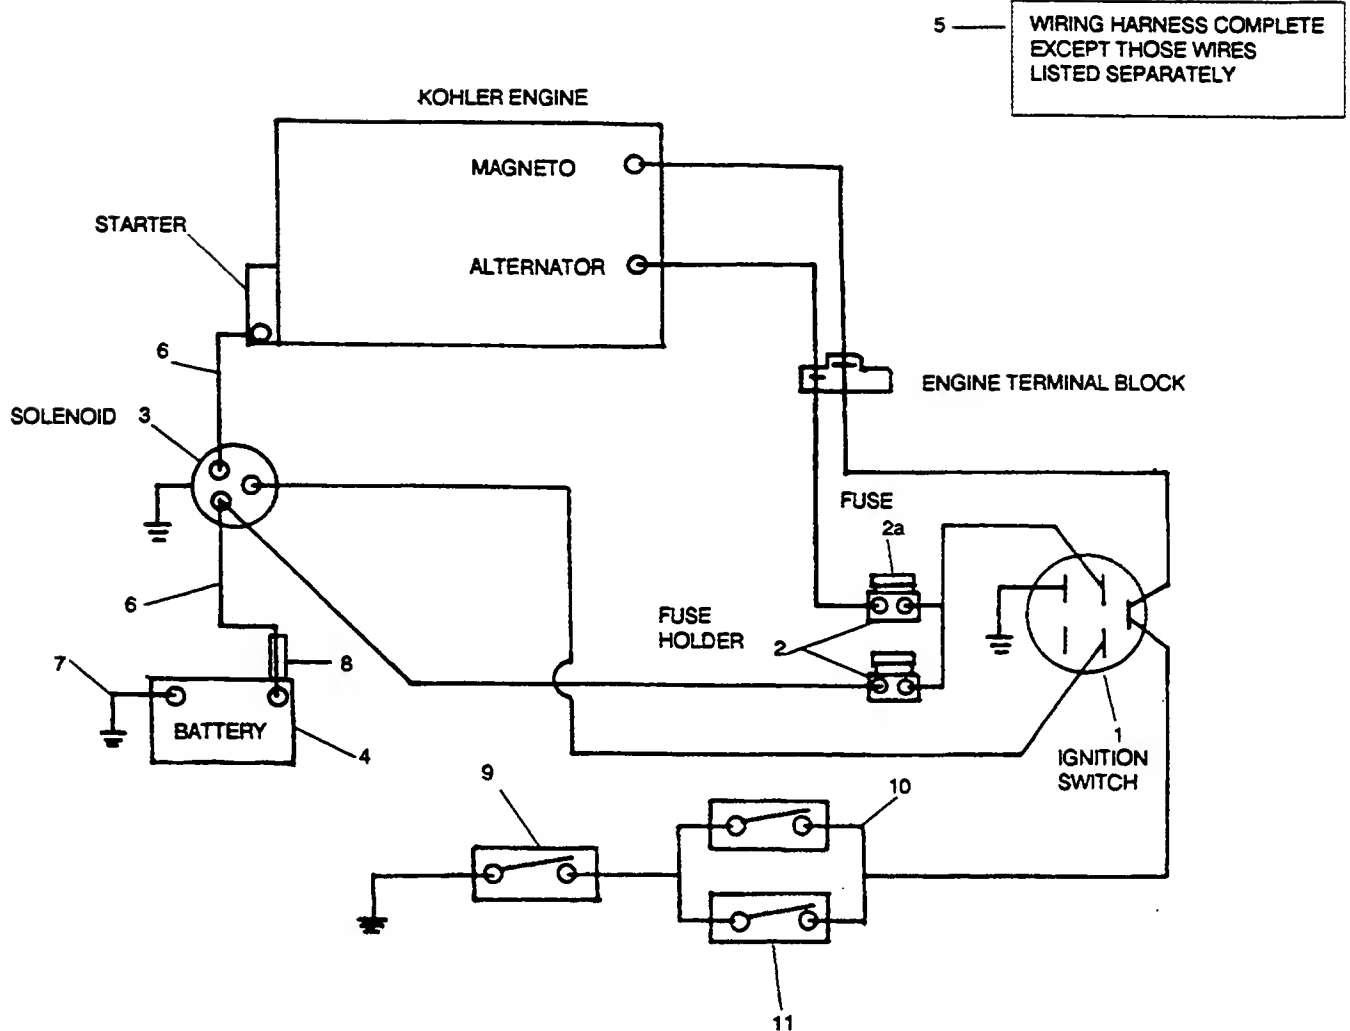 5
WIRING HARNESS COMPLETE
EXCEPT THOSE WIRES
LISTED SEPARATELY
KOHLER ENGINE
MAGNETO
STARTER
ALTERNATOR
6
ENGINE TERMINAL BLOCK
SOLENOID 3
FUSE
2a
6
FUSE
HOLDER
2
7
8
BATTERY
4
1
IGNITION
SWITCH
9
10
11